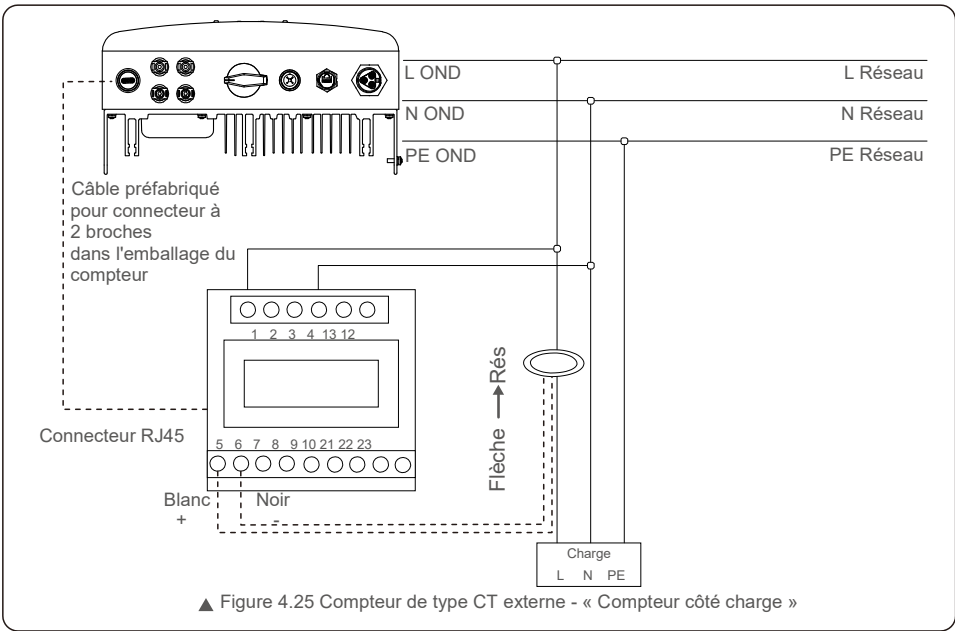 L OND
L Réseau
N OND
N Réseau
PE OND
PE Réseau
Câble préfabriqué
pour connecteur à
2 broches
dans l'emballage du
compteur
1 2 3 4 13 12
Connecteur RJ45
5 6 7 8 9 10 21 22 23
Blanc
+
Noir
-
Flèche → Rés
Charge
L N PE
▲ Figure 4.25 Compteur de type CT externe - « Compteur côté charge »